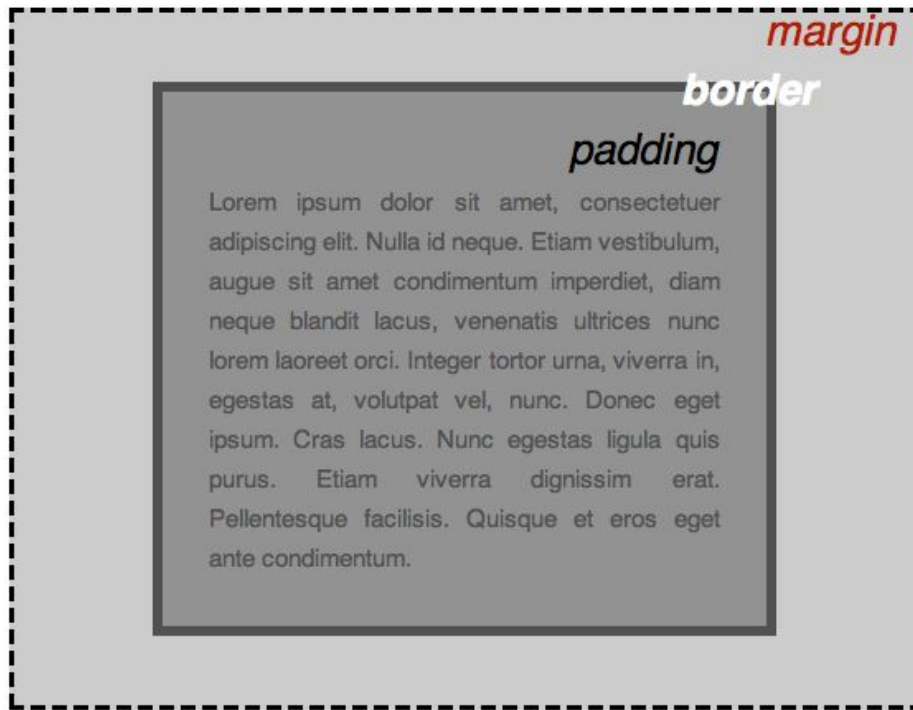 margin
border
padding
Lorem ipsum dolor sit amet, consectetuer
adipiscing elit. Nulla id neque. Etiam vestibulum,
augue sit amet condimentum imperdiet, diam
neque blandit lacus, venenatis ultrices nunc
lorem laoreet orci. Integer tortor urna, viverra in,
egestas at, volutpat vel, nunc. Donec eget
ipsum. Cras lacus. Nunc egestas ligula quis
purus. Etiam viverra dignissim erat.
Pellentesque facilisis. Quisque et eros eget
ante condimentum.